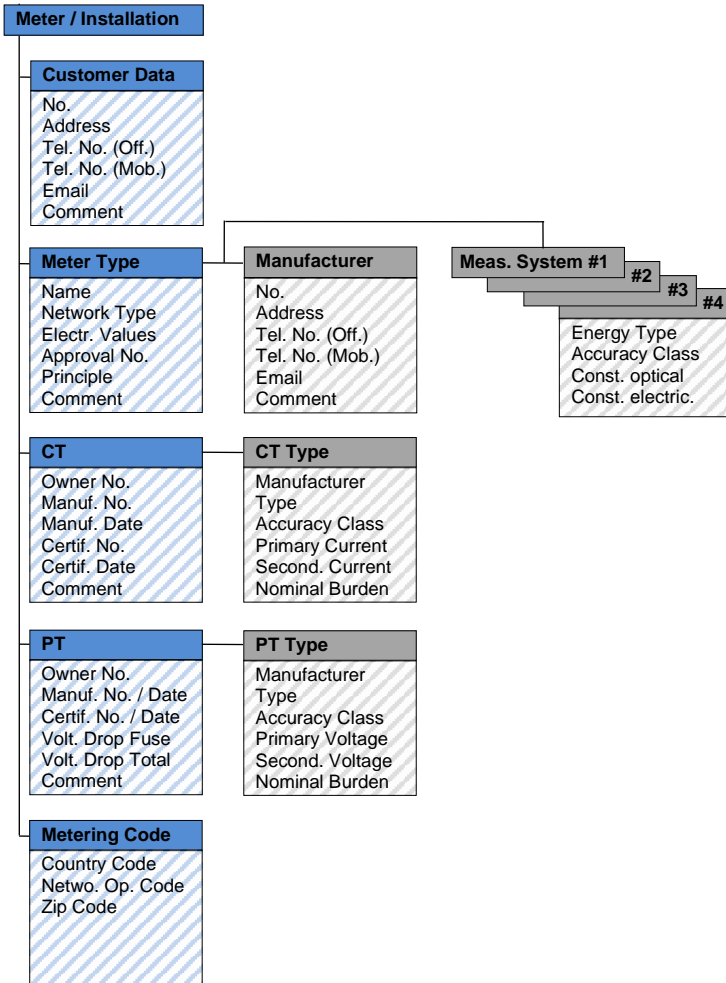 Meter / Installation
Customer Data
No.
Address
Tel. No. (Off.)
Tel. No. (Mob.)
Email
Comment
Meter Type
Name
Network Type
Electr. Values
Approval No.
Principle
Comment
Manufacturer
No.
Address
Tel. No. (Off.)
Tel. No. (Mob.)
Email
Comment
Meas. System #1
#2
#3
#4
Energy Type
Accuracy Class
Const. optical
Const. electric.
CT
Owner No.
Manuf. No.
Manuf. Date
Certif. No.
Certif. Date
Comment
CT Type
Manufacturer
Type
Accuracy Class
Primary Current
Second. Current
Nominal Burden
PT
Owner No.
Manuf. No. / Date
Certif. No. / Date
Volt. Drop Fuse
Volt. Drop Total
Comment
PT Type
Manufacturer
Type
Accuracy Class
Primary Voltage
Second. Voltage
Nominal Burden
Metering Code
Country Code
Netwo. Op. Code
Zip Code